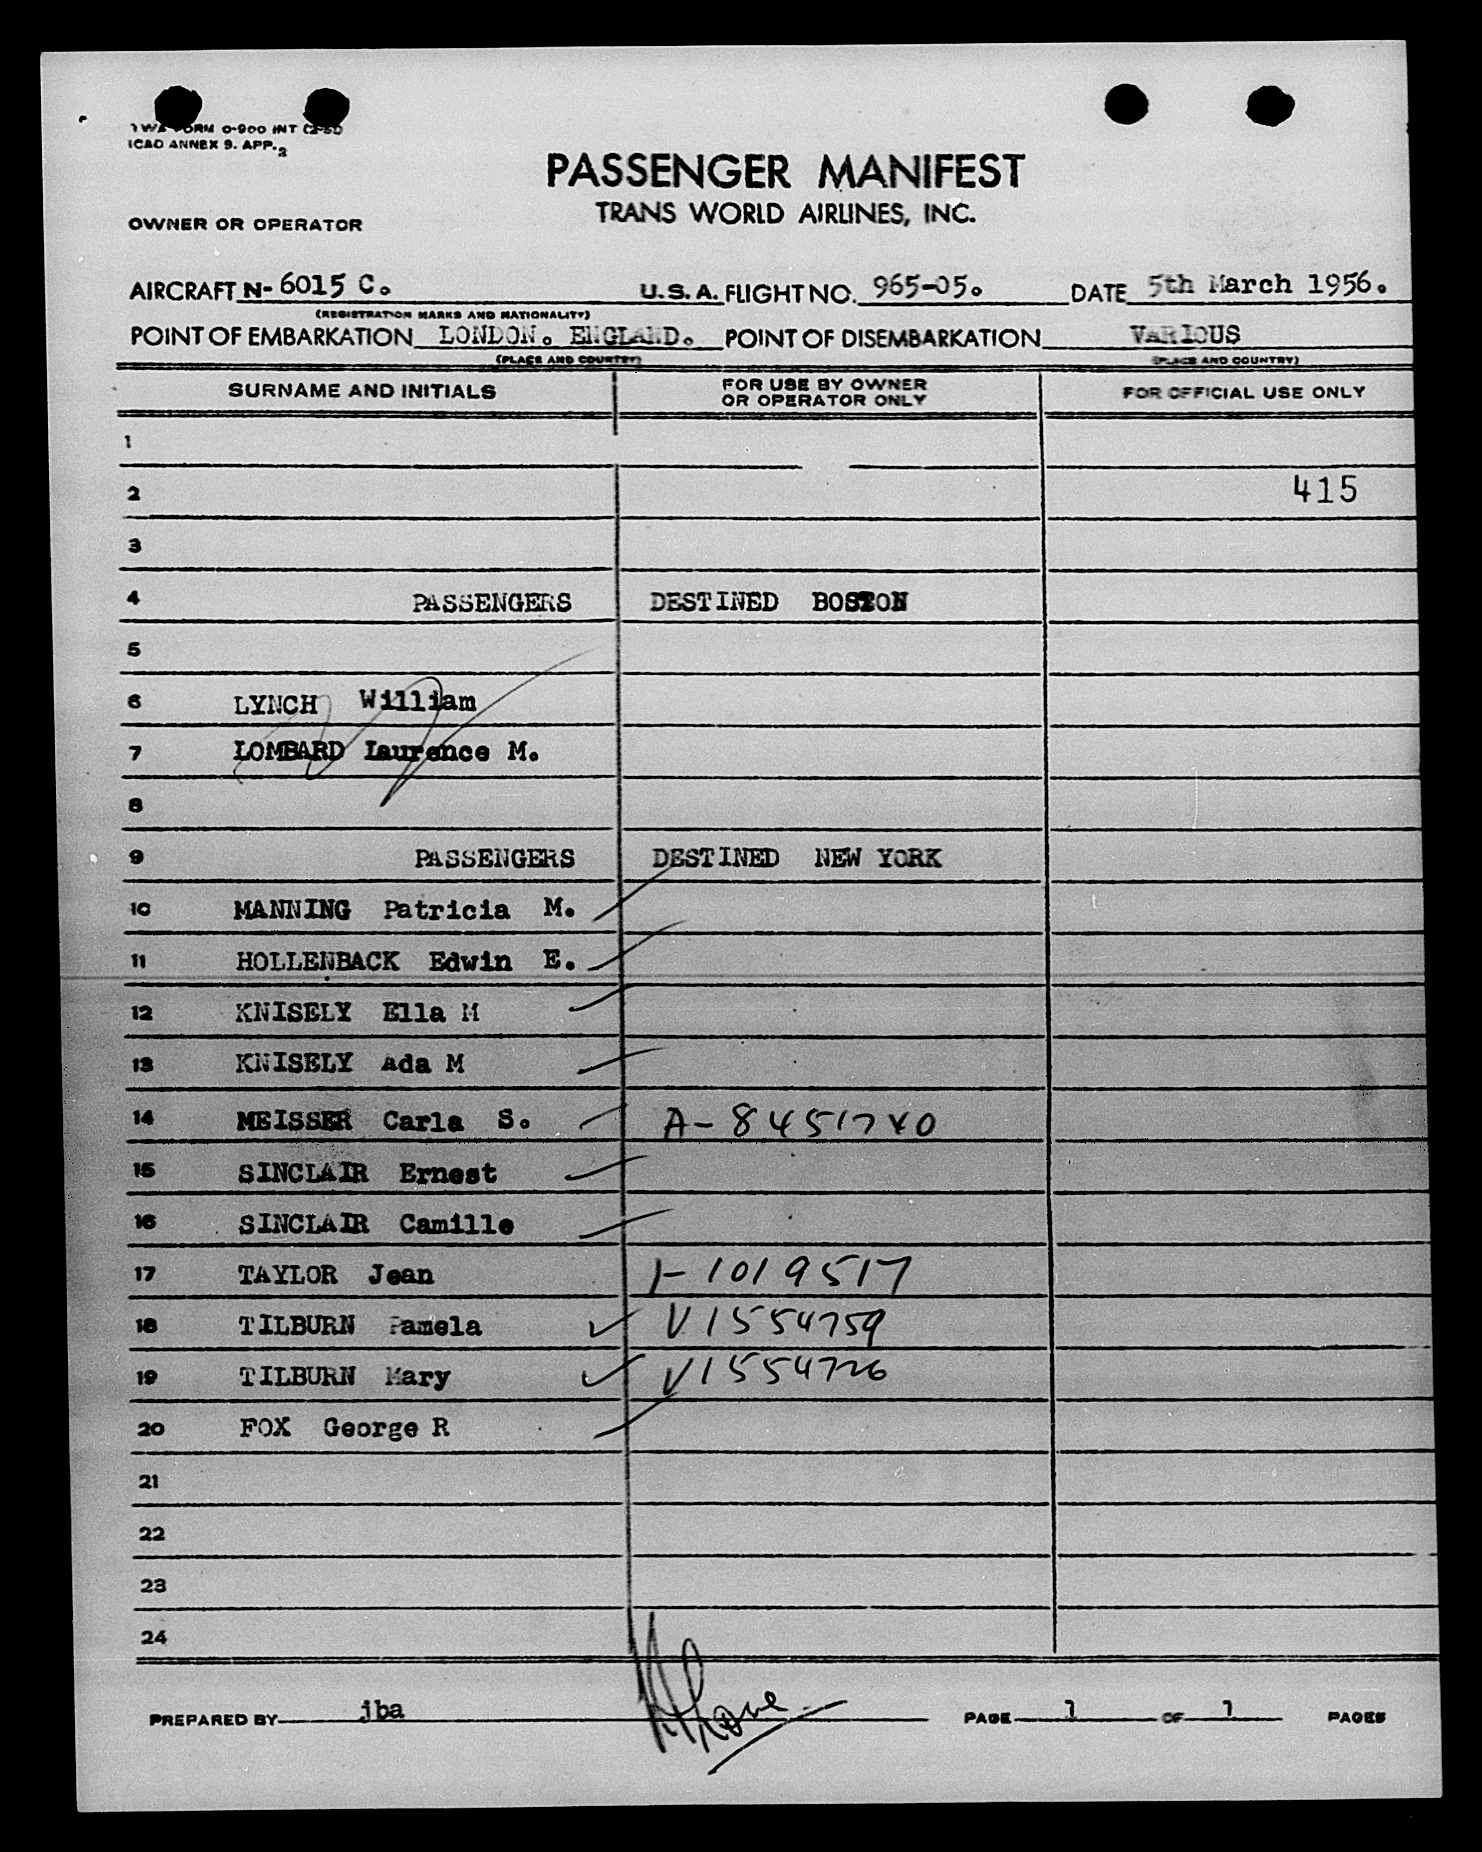 TWA FORM O-900 INT (2-51)
ICAO ANNEX 9. APP. 2
PASSENGER MANIFEST
TRANS WORLD AIRLINES, INC.
OWNER OR OPERATOR
AIRCRAFT N- 6015 C. U.S.A. FLIGHT NO. 965-05. DATE 5th March 1956.
(REGISTRATION MARKS AND NATIONALITY)
POINT OF EMBARKATION LONDON. ENGLAND. POINT OF DISEMBARKATION VARIOUS
(PLACE AND COUNTRY) (PLACE AND COUNTRY)
SURNAME AND INITIALS FOR USE BY OWNER OR OPERATOR ONLY FOR OFFICIAL USE ONLY
1
2 415
3
4 PASSENGERS DESTINED BOSTON
5
6 LYNCH William
7 LOMBARD Laurence M.
8
9 PASSENGERS DESTINED NEW YORK
10 MANNING Patricia M.
11 HOLLENBACK Edwin E.
12 KNISELY Ella M
13 KNISELY Ada M
14 MEISSER Carla S. A-8451740
15 SINCLAIR Ernest
16 SINCLAIR Camille
17 TAYLOR Jean I-1019517
18 TILBURN Pamela V1554759
19 TILBURN Mary V1554726
20 FOX George R
21
22
23
24
PREPARED BY jba PAGE 1 OF 1 PAGES